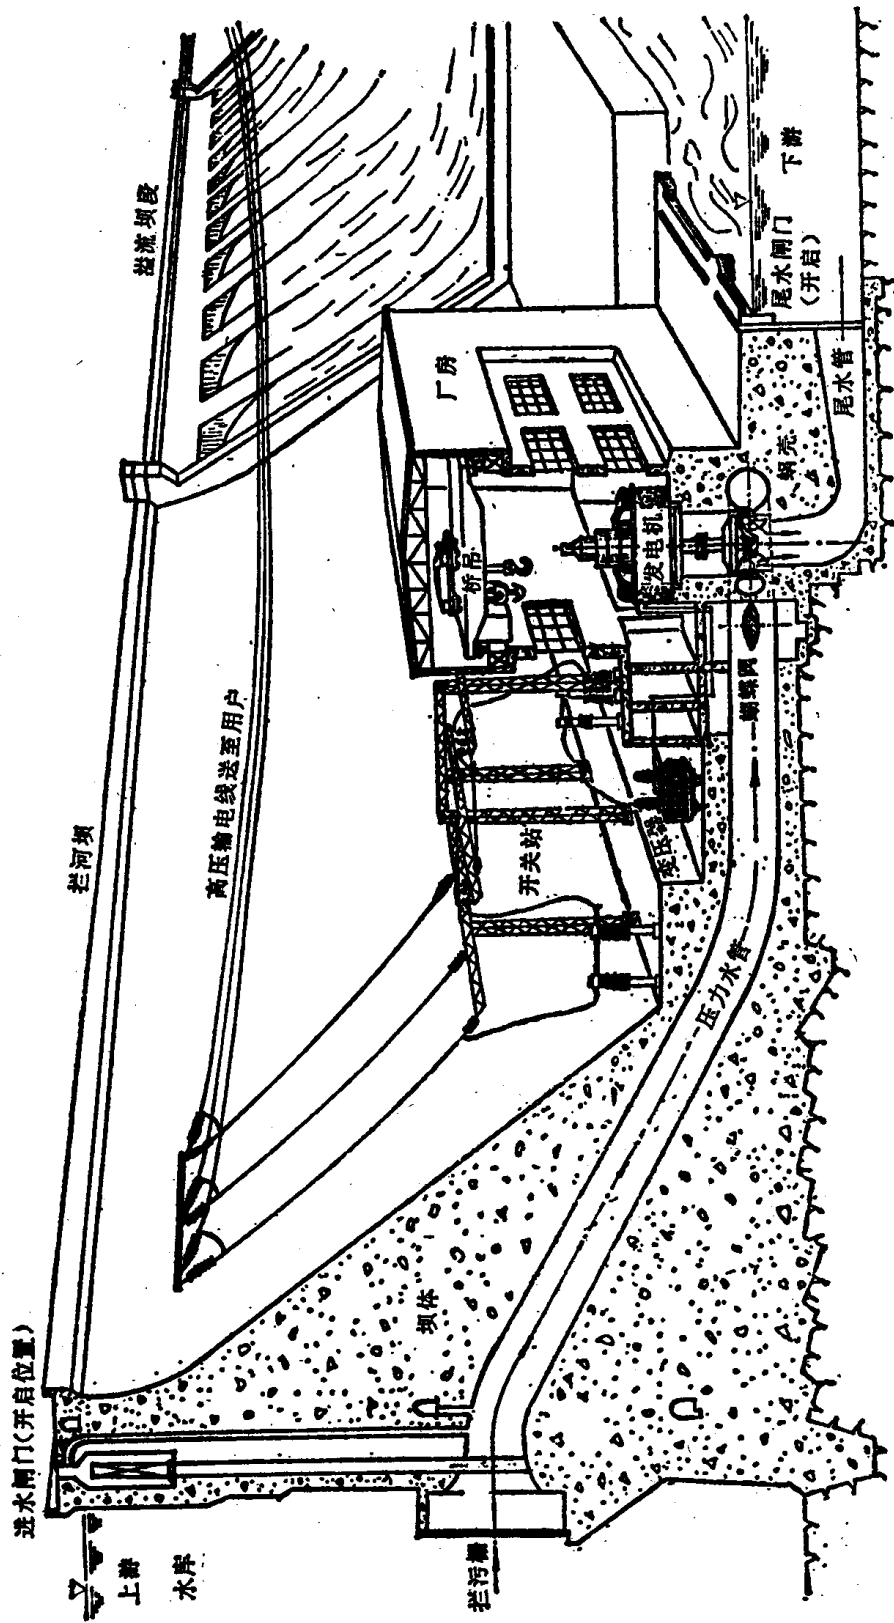 进水闸门(开启位置)
上游
水库
拦污栅
坝体
拦河坝
高压输电线送至用户
溢流坝段
开关站
变压器
压力水管
蝴蝶阀
桥吊
发电机
厂房
蜗壳
尾水管
尾水闸门
(开启)
下游